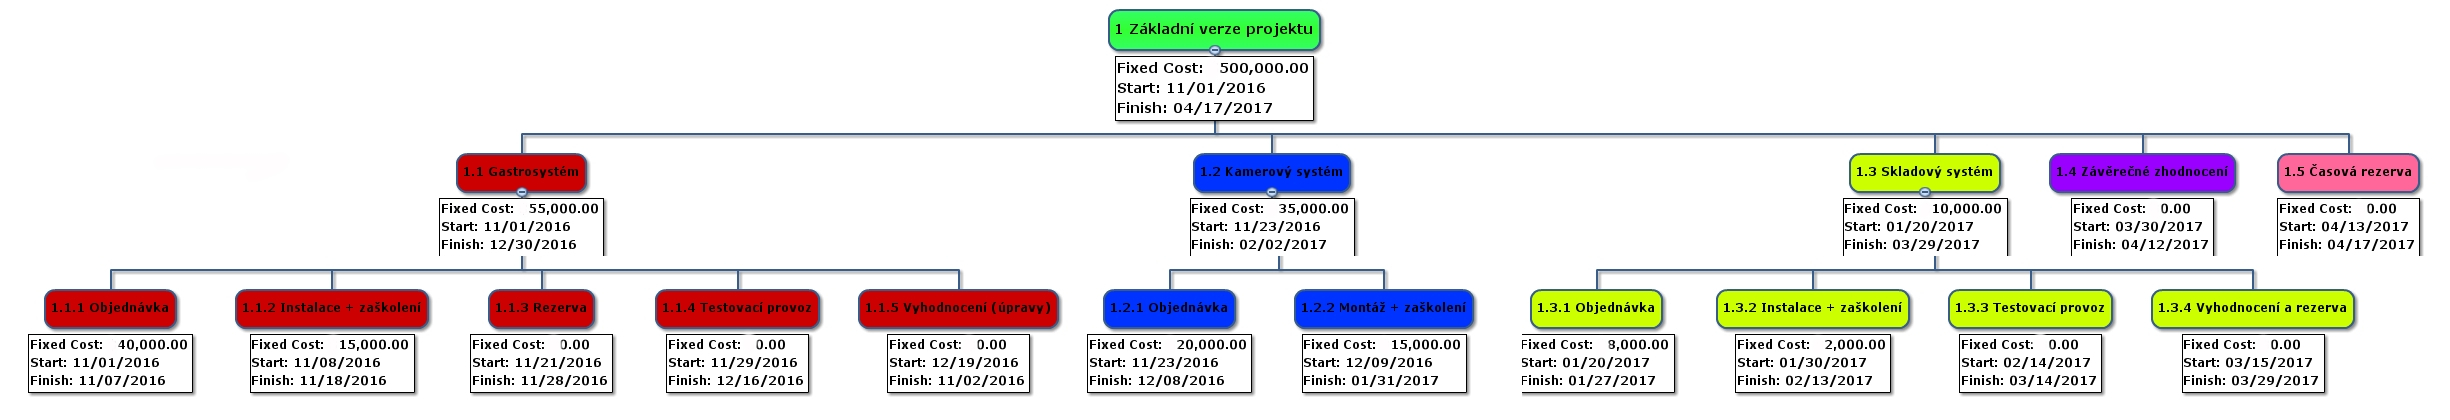 1 Základní verze projektu
Fixed Cost: 500,000.00
Start: 11/01/2016
Finish: 04/17/2017
1.1 Gastrosystém
Fixed Cost: 55,000.00
Start: 11/01/2016
Finish: 12/30/2016
1.2 Kamerový systém
Fixed Cost: 35,000.00
Start: 11/23/2016
Finish: 02/02/2017
1.3 Skladový systém
Fixed Cost: 10,000.00
Start: 01/20/2017
Finish: 03/29/2017
1.4 Závěrečné zhodnocení
Fixed Cost: 0.00
Start: 03/30/2017
Finish: 04/12/2017
1.5 Časová rezerva
Fixed Cost: 0.00
Start: 04/13/2017
Finish: 04/17/2017
1.1.1 Objednávka
Fixed Cost: 40,000.00
Start: 11/01/2016
Finish: 11/07/2016
1.1.2 Instalace + zaškolení
Fixed Cost: 15,000.00
Start: 11/08/2016
Finish: 11/18/2016
1.1.3 Rezerva
Fixed Cost: 0.00
Start: 11/21/2016
Finish: 11/28/2016
1.1.4 Testovací provoz
Fixed Cost: 0.00
Start: 11/29/2016
Finish: 12/16/2016
1.1.5 Vyhodnocení (úpravy)
Fixed Cost: 0.00
Start: 12/19/2016
Finish: 11/02/2016
1.2.1 Objednávka
Fixed Cost: 20,000.00
Start: 11/23/2016
Finish: 12/08/2016
1.2.2 Montáž + zaškolení
Fixed Cost: 15,000.00
Start: 12/09/2016
Finish: 01/31/2017
1.3.1 Objednávka
Fixed Cost: 8,000.00
Start: 01/20/2017
Finish: 01/27/2017
1.3.2 Instalace + zaškolení
Fixed Cost: 2,000.00
Start: 01/30/2017
Finish: 02/13/2017
1.3.3 Testovací provoz
Fixed Cost: 0.00
Start: 02/14/2017
Finish: 03/14/2017
1.3.4 Vyhodnocení a rezerva
Fixed Cost: 0.00
Start: 03/15/2017
Finish: 03/29/2017